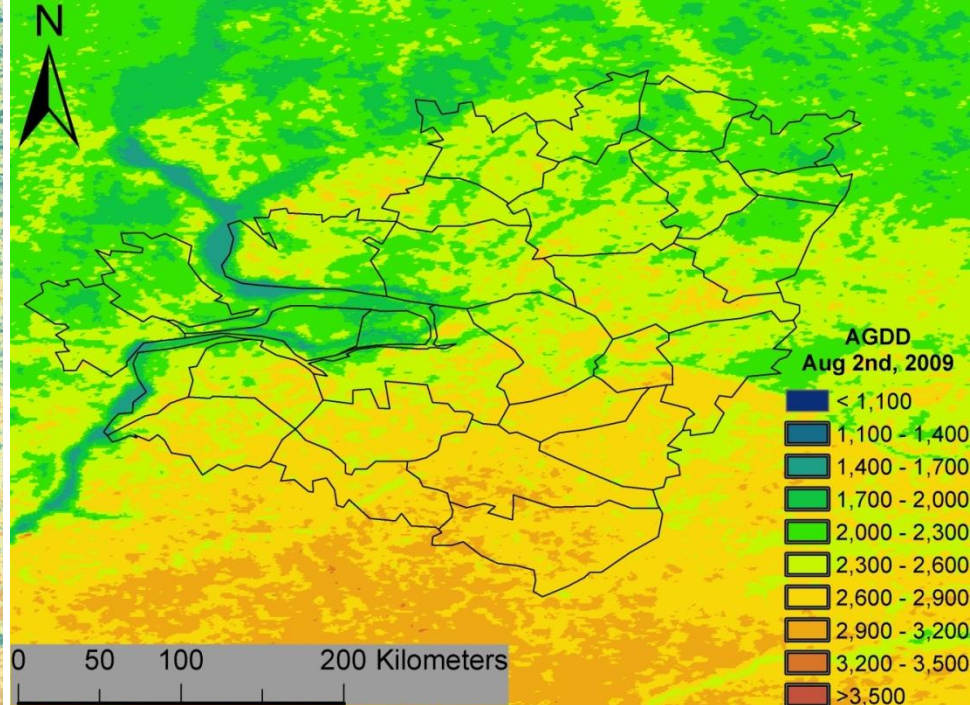 N
AGDD
Aug 2nd, 2009
< 1,100
1,100 - 1,400
1,400 - 1,700
1,700 - 2,000
2,000 - 2,300
2,300 - 2,600
2,600 - 2,900
2,900 - 3,200
3,200 - 3,500
>3,500
0 50 100 200 Kilometers